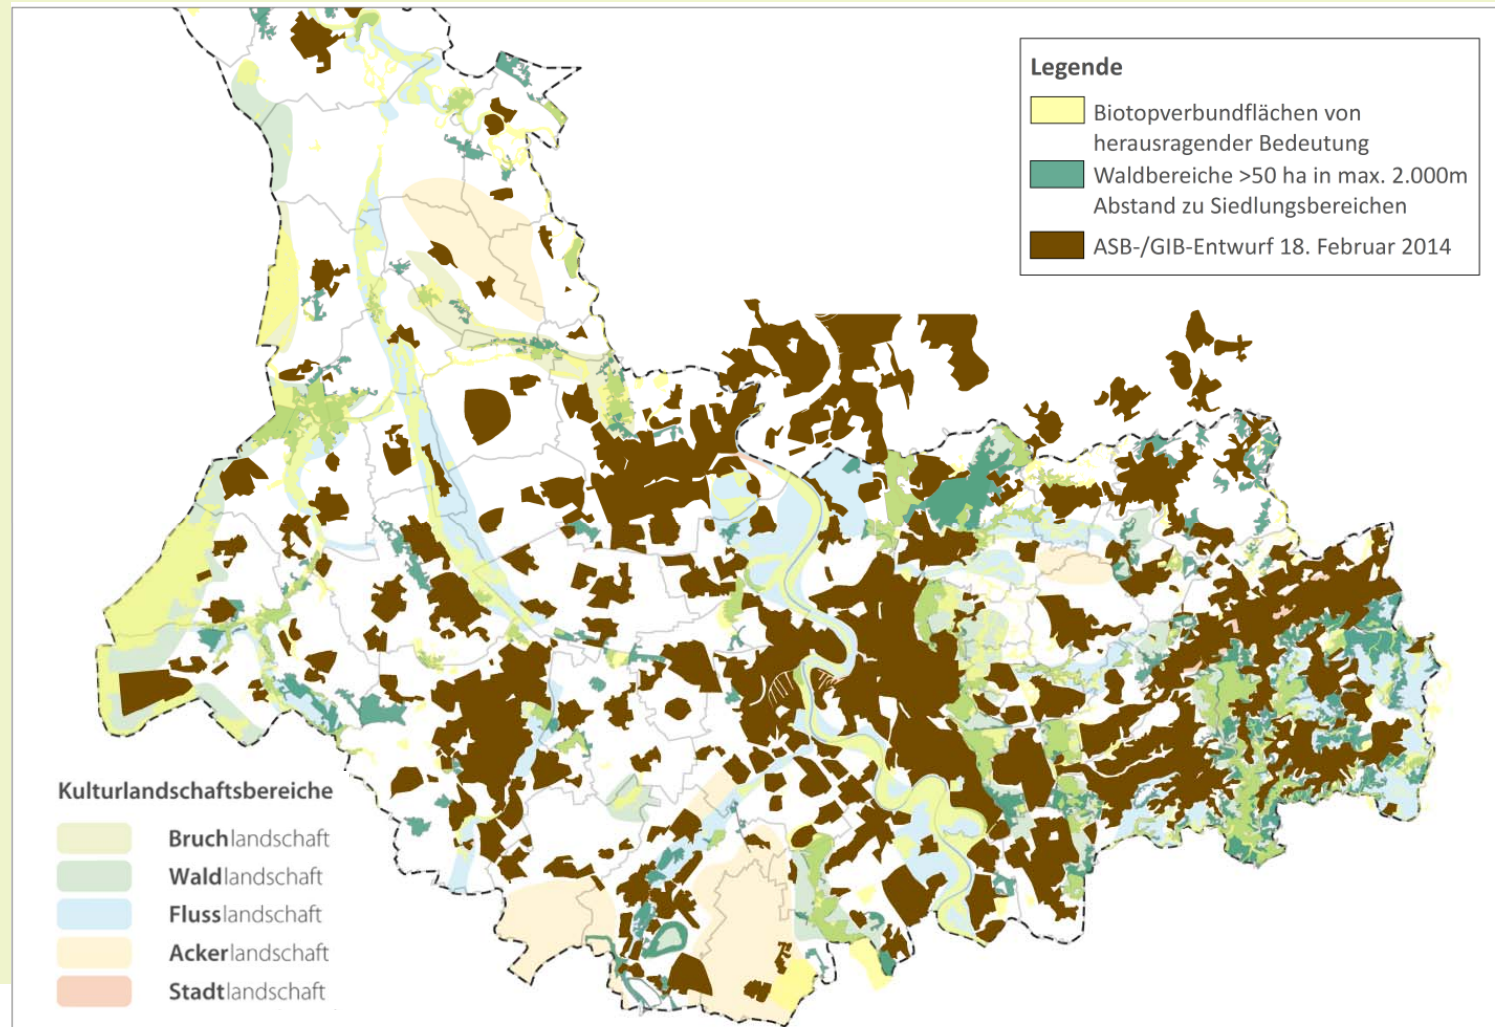 Legende
Biotopverbundflächen von
herausragender Bedeutung
Waldbereiche >50 ha in max. 2.000m
Abstand zu Siedlungsbereichen
ASB-/GIB-Entwurf 18. Februar 2014
Kulturlandschaftsbereiche
Bruchlandschaft
Waldlandschaft
Flusslandschaft
Ackerlandschaft
Stadtlandschaft